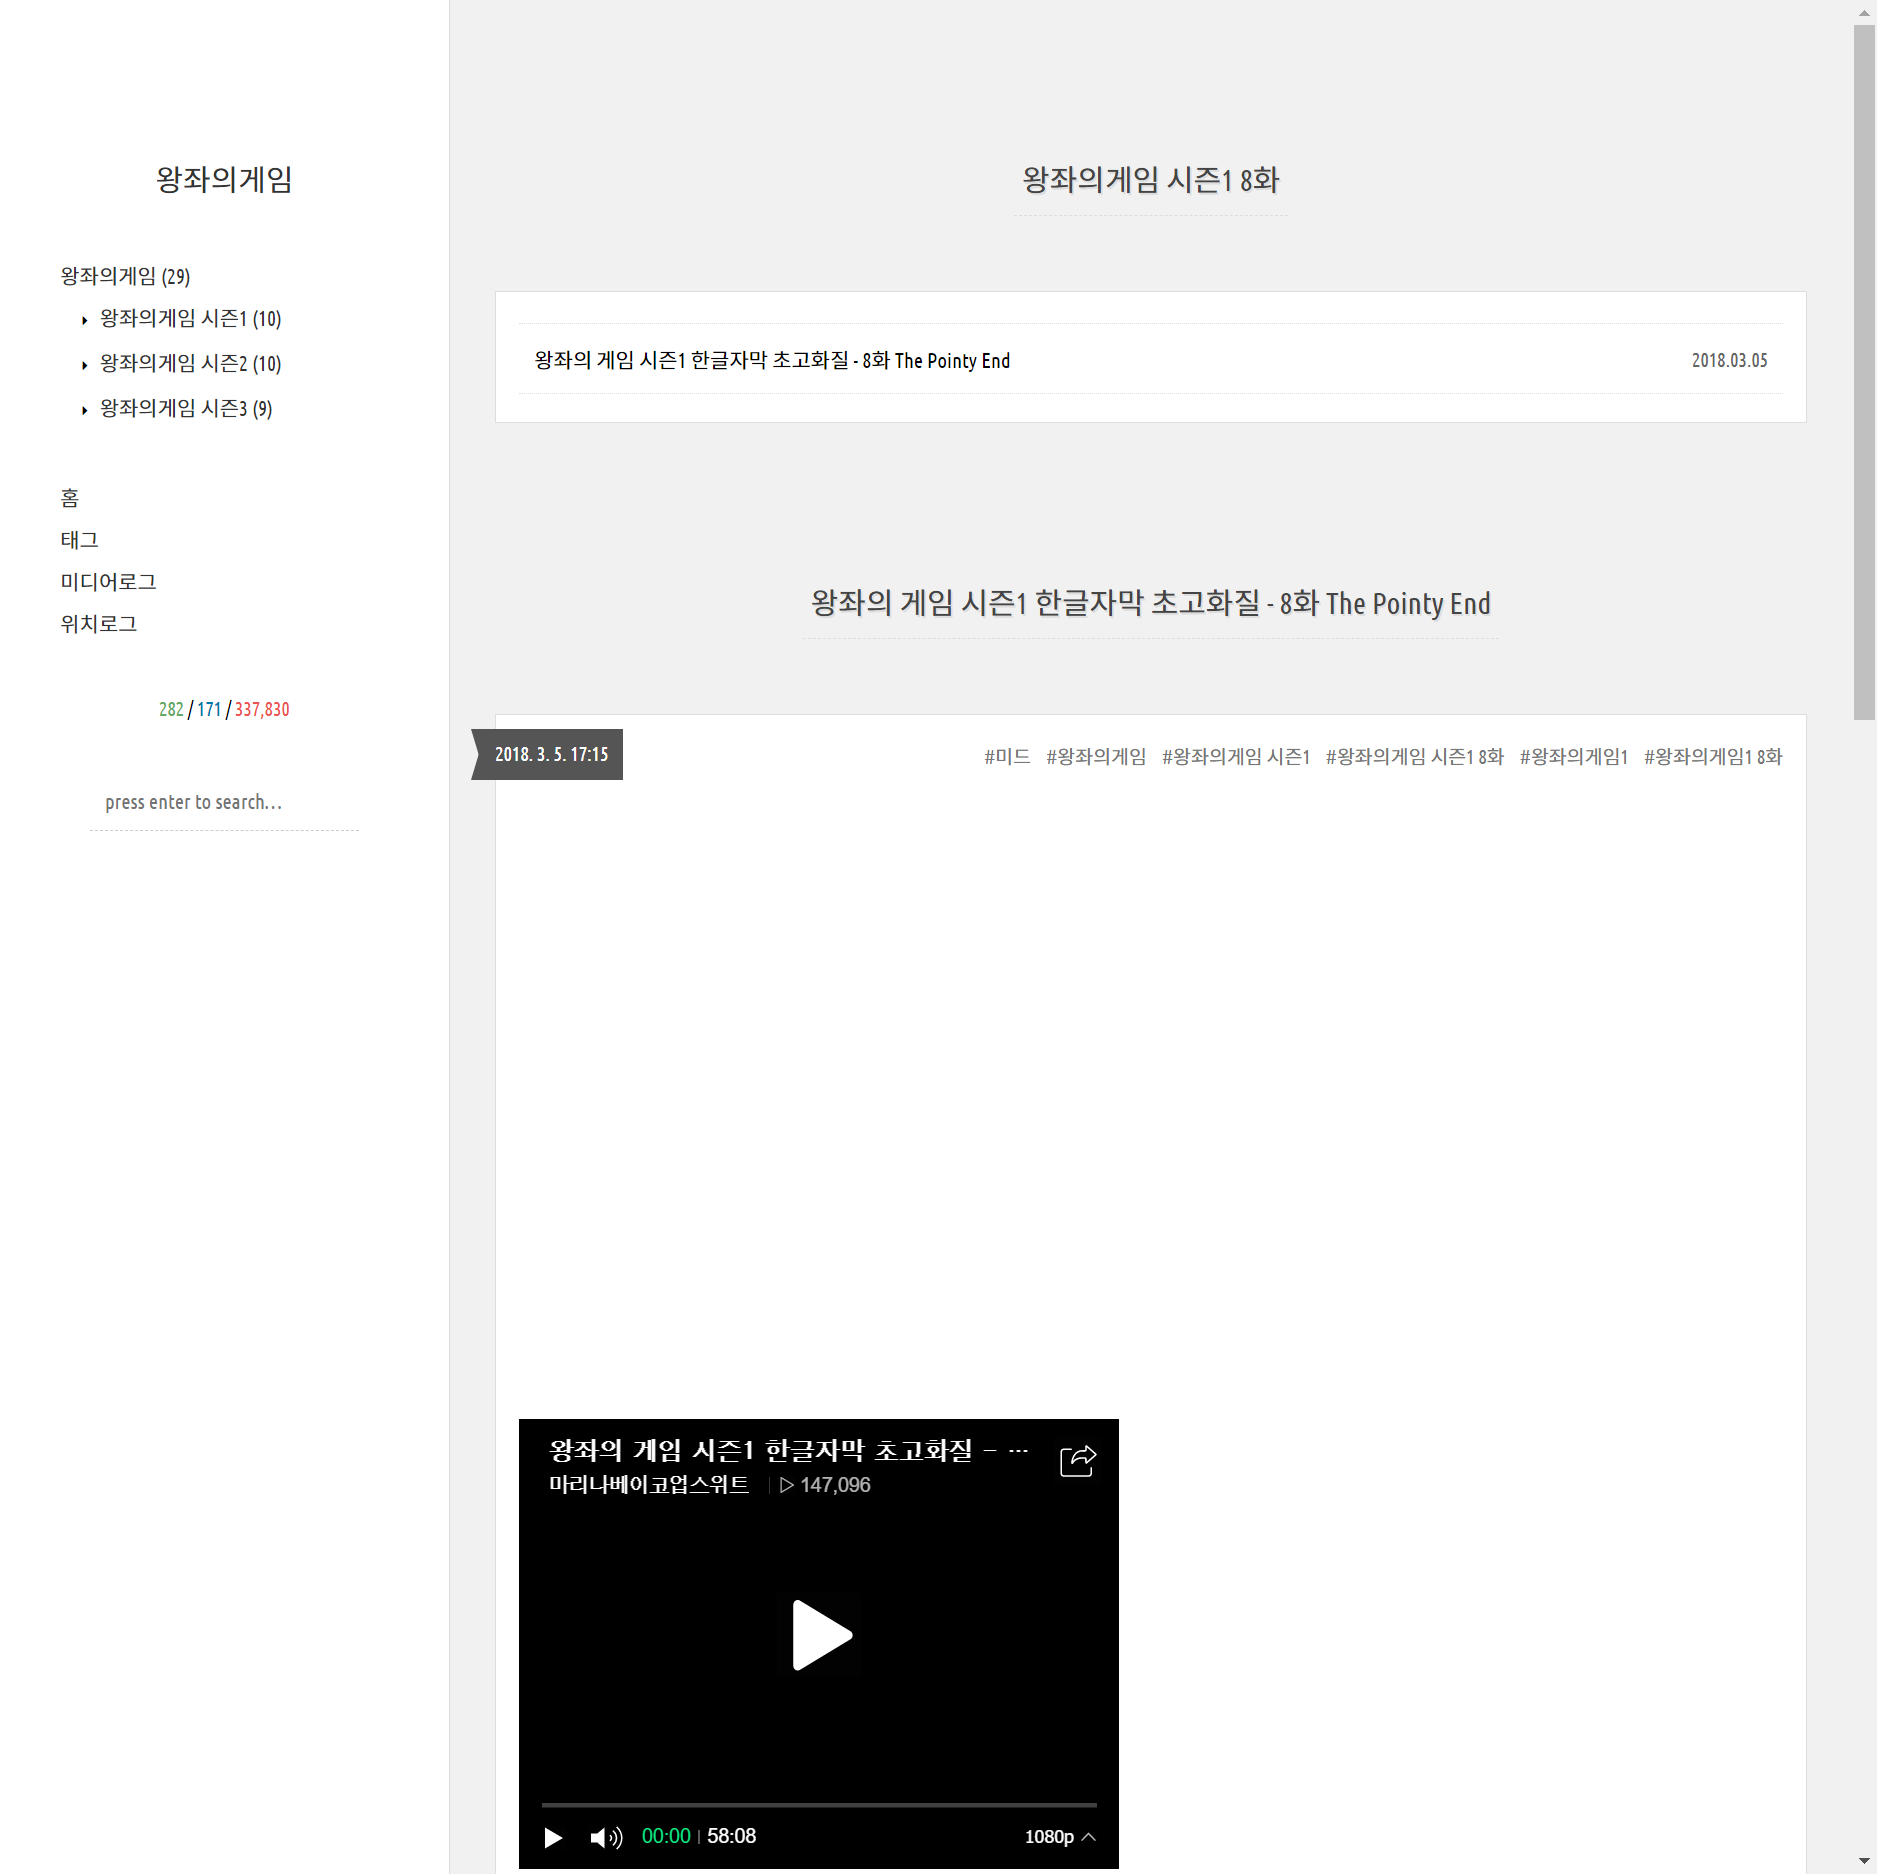 왕좌의게임
왕좌의게임 (29)
왕좌의게임 시즌1 (10)
왕좌의게임 시즌2 (10)
왕좌의게임 시즌3 (9)
홈
태그
미디어로그
위치로그
282 / 171 / 337,830
press enter to search…
왕좌의게임 시즌1 8화
왕좌의 게임 시즌1 한글자막 초고화질 - 8화 The Pointy End 2018.03.05
왕좌의 게임 시즌1 한글자막 초고화질 - 8화 The Pointy End
2018. 3. 5. 17:15
#미드 #왕좌의게임 #왕좌의게임 시즌1 #왕좌의게임 시즌1 8화 #왕좌의게임1 #왕좌의게임1 8화
왕좌의 게임 시즌1 한글자막 초고화질 - …
마리나베이코업스위트 147,096
00:00 58:08 1080p